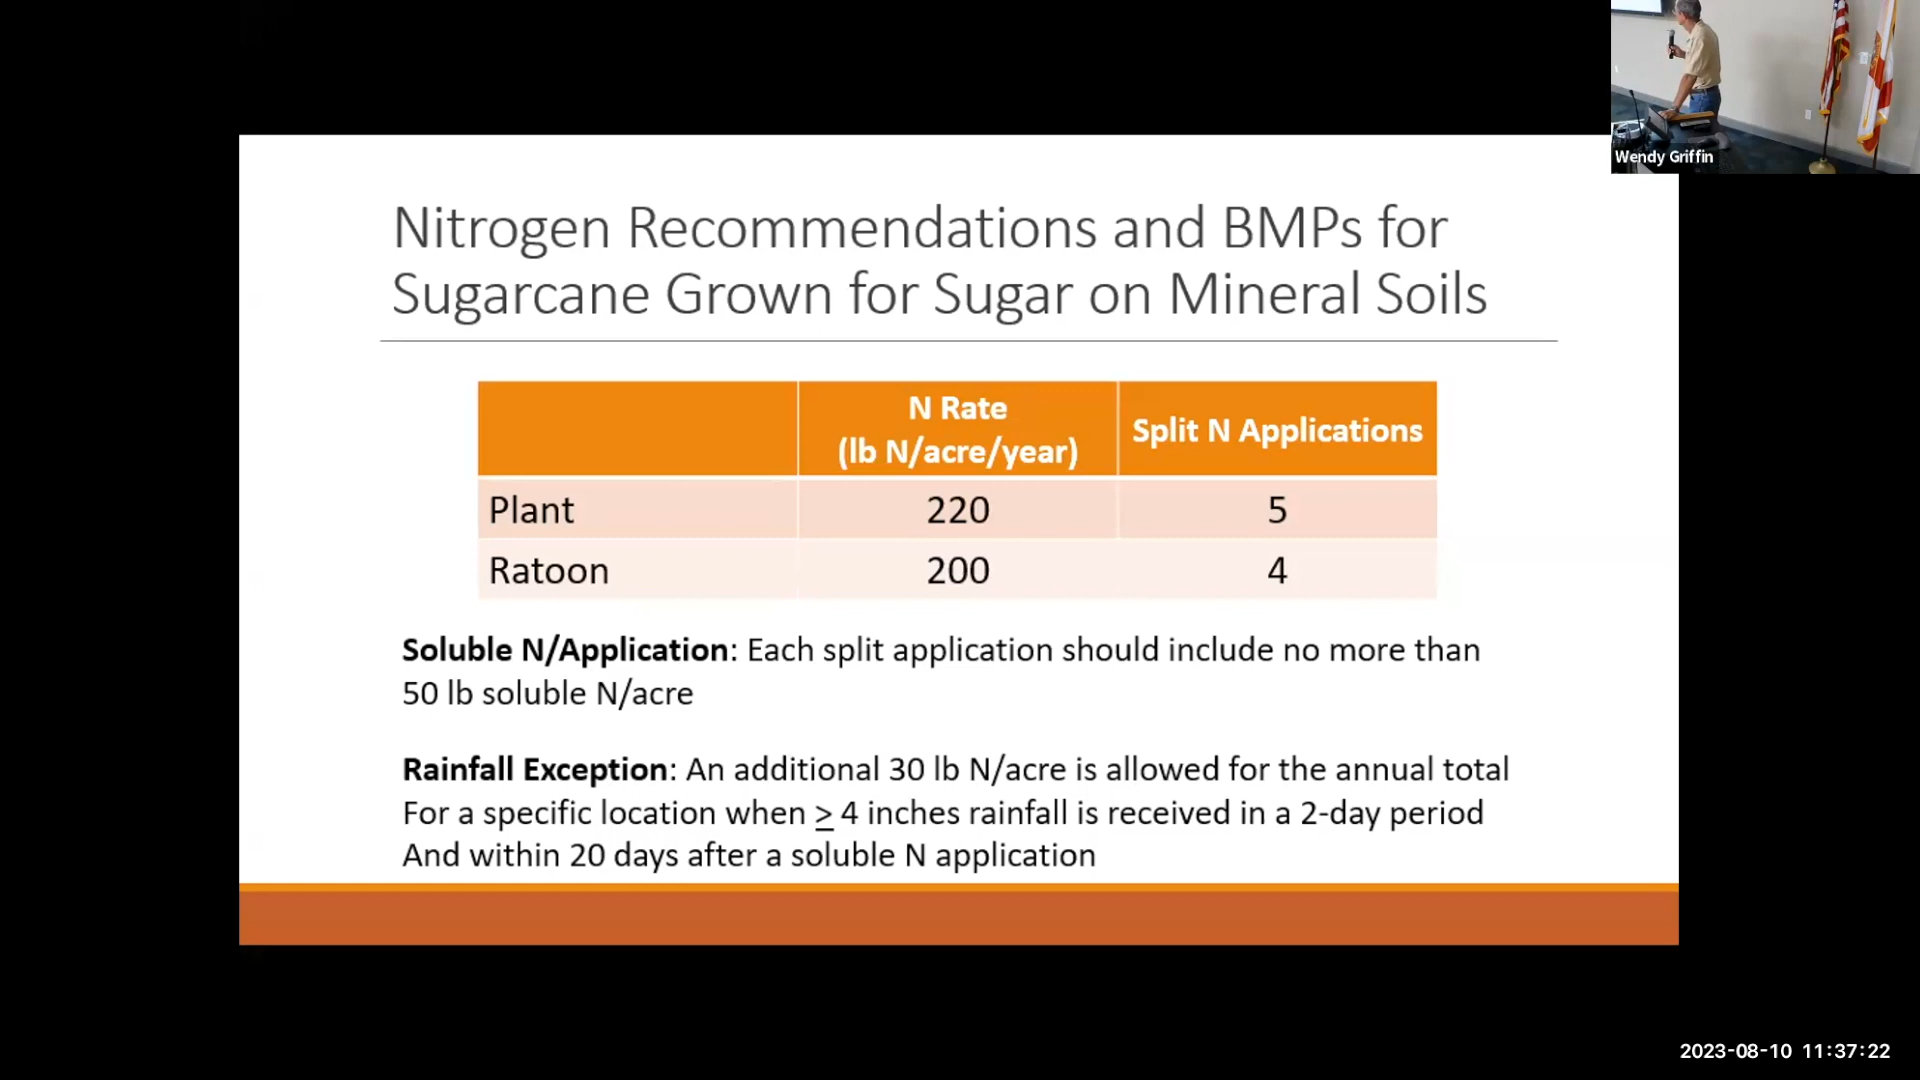 Wendy Griffin
Nitrogen Recommendations and BMPs for
Sugarcane Grown for Sugar on Mineral Soils
N Rate
(lb N/acre/year)
Split N Applications
Plant 220 5
Ratoon 200 4
Soluble N/Application: Each split application should include no more than
50 lb soluble N/acre
Rainfall Exception: An additional 30 lb N/acre is allowed for the annual total
For a specific location when ≥ 4 inches rainfall is received in a 2-day period
And within 20 days after a soluble N application
2023-08-10 11:37:22